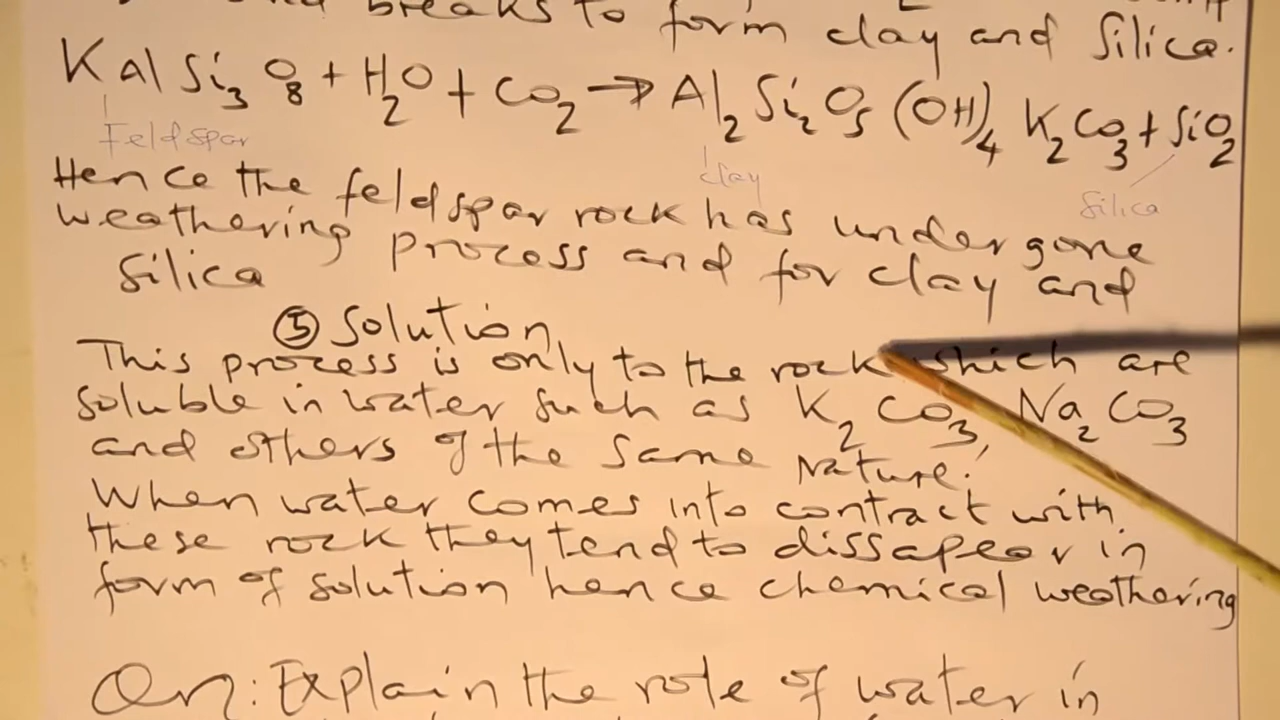 breaks to form clay and Silica.
KAlSi₃O₈ + H₂O + CO₂ → Al₂Si₂O₅(OH)₄ K₂CO₃ + SiO₂
Feldspar
clay
Silica
Hence the feldspar rock has undergone
weathering process and for clay and
Silica
⑤ Solution
This process is only to the rock which are
soluble in water such as K₂CO₃, Na₂CO₃
and others of the same Nature.
When water comes into contract with
these rock they tend to dissapear in
form of solution hence chemical weathering
Qn: Explain the role of water in